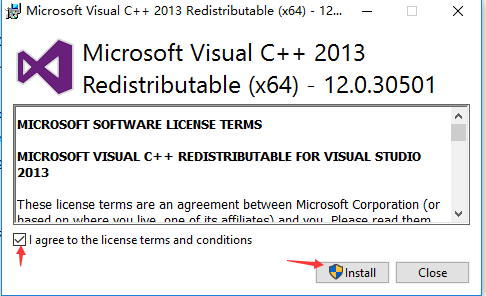 Microsoft Visual C++ 2013 Redistributable (x64) - 12...
Microsoft Visual C++ 2013
Redistributable (x64) - 12.0.30501
MICROSOFT SOFTWARE LICENSE TERMS
MICROSOFT VISUAL C++ REDISTRIBUTABLE FOR VISUAL STUDIO
2013
These license terms are an agreement between Microsoft Corporation (or
based on where you live, one of its affiliates) and you. Please read them
I agree to the license terms and conditions
Install
Close